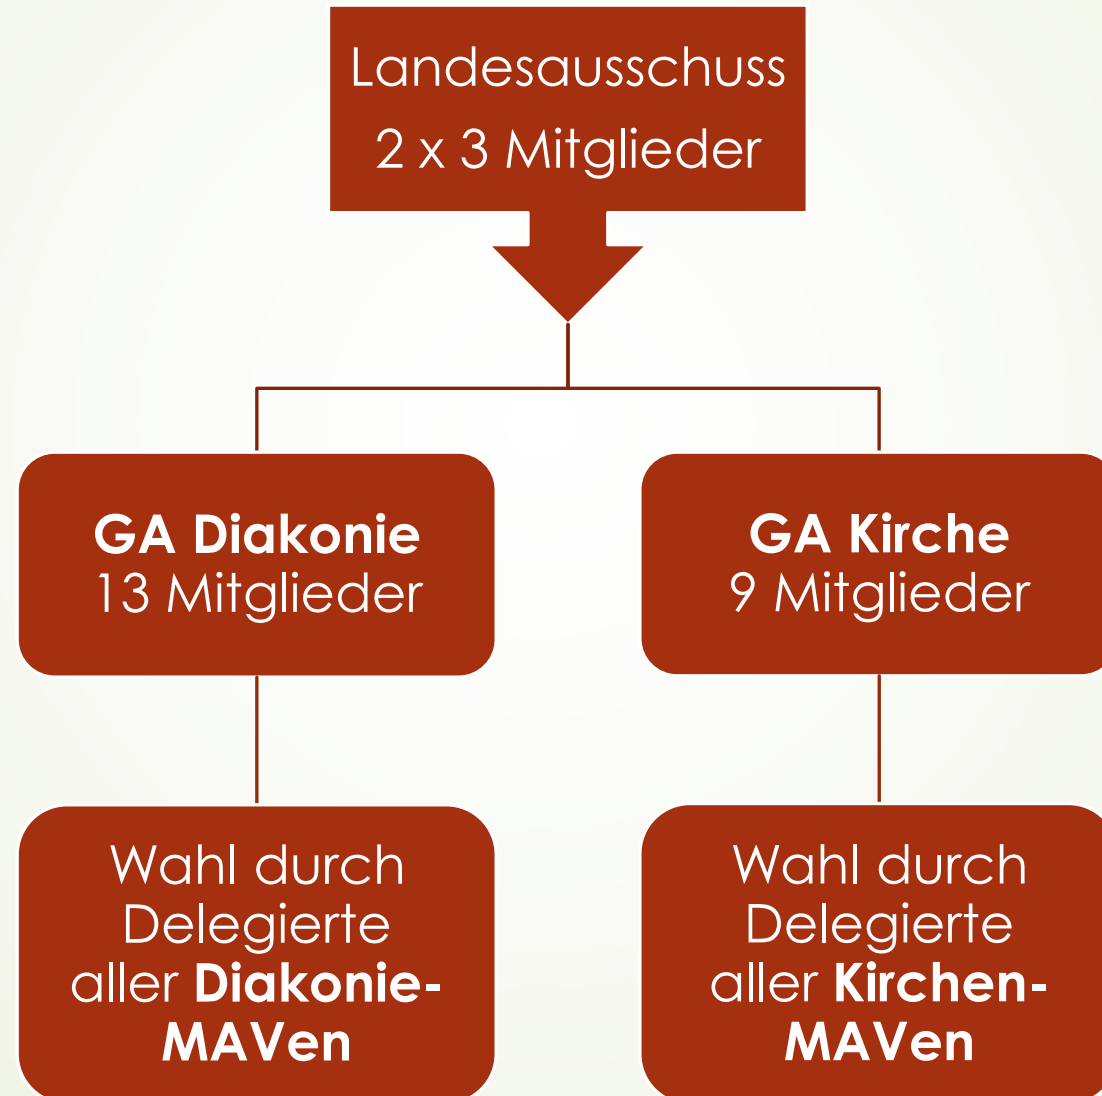 Landesausschuss
2 x 3 Mitglieder
GA Diakonie
13 Mitglieder
GA Kirche
9 Mitglieder
Wahl durch
Delegierte
aller Diakonie-
MAVen
Wahl durch
Delegierte
aller Kirchen-
MAVen